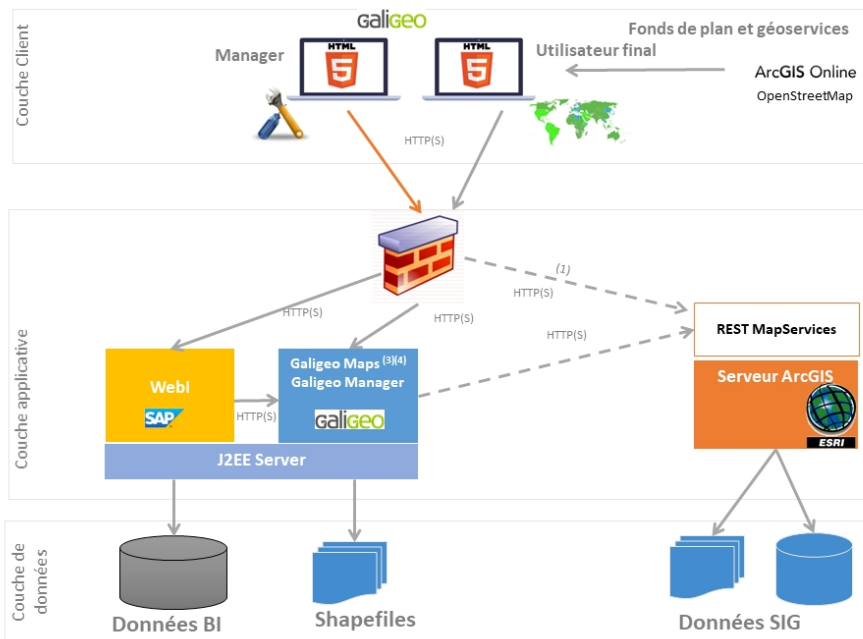 GaliGEO
Fonds de plan et géoservices
Manager
HTML
5
HTML
5
Utilisateur final
ArcGIS Online
OpenStreetMap
Couche Client
HTTP(S)
Couche applicative
(1)
HTTP(S)
HTTP(S)
HTTP(S)
HTTP(S)
REST MapServices
WebI
SAP
HTTP(S)
Galigeo Maps (3)(4)
Galigeo Manager
GaliGEO
Serveur ArcGIS
ESRI
J2EE Server
Couche de
données
Données BI
Shapefiles
Données SIG